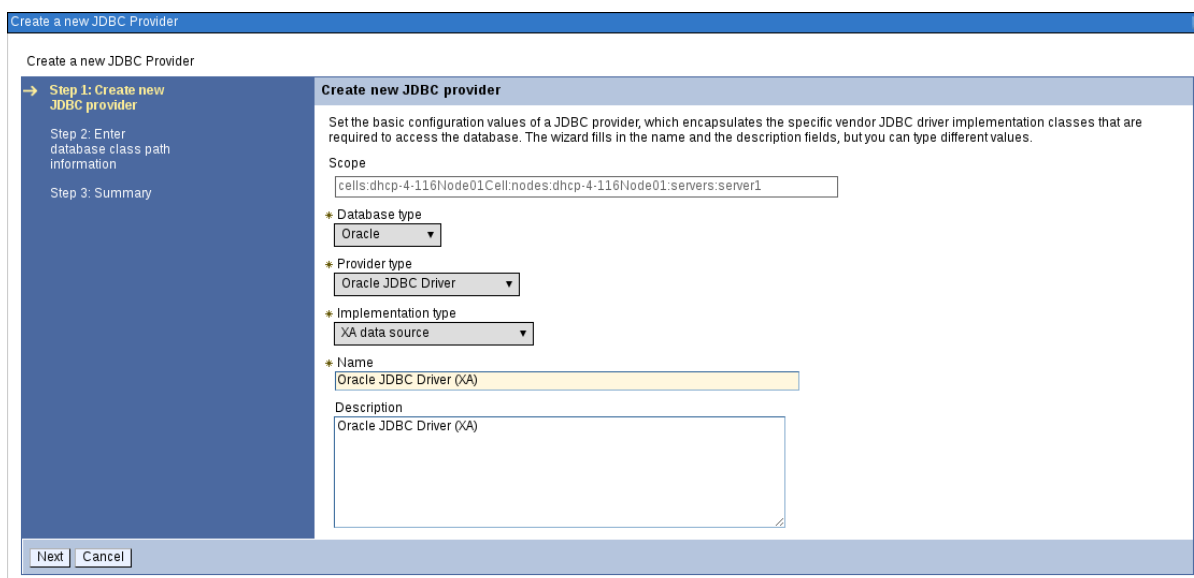 Create a new JDBC Provider
Create a new JDBC Provider
Step 1: Create new
JDBC provider
Step 2: Enter
database class path
information
Step 3: Summary
Create new JDBC provider
Set the basic configuration values of a JDBC provider, which encapsulates the specific vendor JDBC driver implementation classes that are
required to access the database. The wizard fills in the name and the description fields, but you can type different values.
Scope
cells:dhcp-4-116Node01Cell:nodes:dhcp-4-116Node01:servers:server1
* Database type
Oracle
* Provider type
Oracle JDBC Driver
* Implementation type
XA data source
* Name
Oracle JDBC Driver (XA)
Description
Oracle JDBC Driver (XA)
Next
Cancel